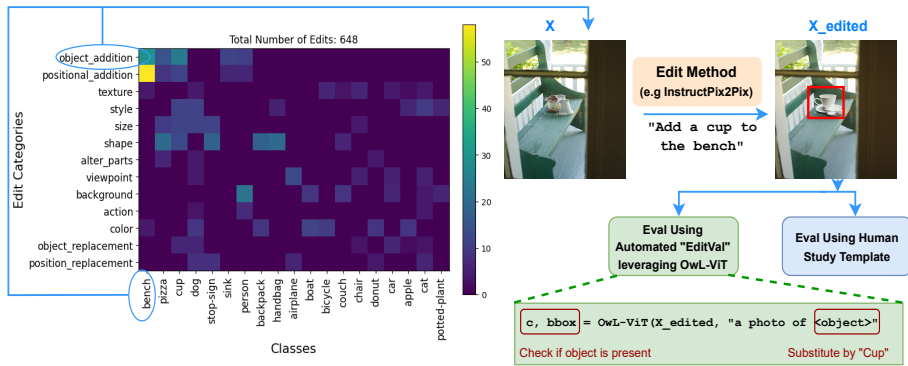 Total Number of Edits: 648
Edit Categories
object_addition
positional_addition
texture
style
size
shape
alter_parts
viewpoint
background
action
color
object_replacement
position_replacement
bench
pizza
cup
dog
stop-sign
sink
person
backpack
handbag
airplane
boat
bicycle
couch
chair
donut
car
apple
cat
potted-plant
Classes
50
40
30
20
10
0
X
X_edited
Edit Method
(e.g InstructPix2Pix)
"Add a cup to
the bench"
Eval Using
Automated "EditVal"
leveraging OwL-ViT
Eval Using Human
Study Template
c, bbox = OwL-ViT(X_edited, "a photo of <object>"
Check if object is present
Substitute by "Cup"